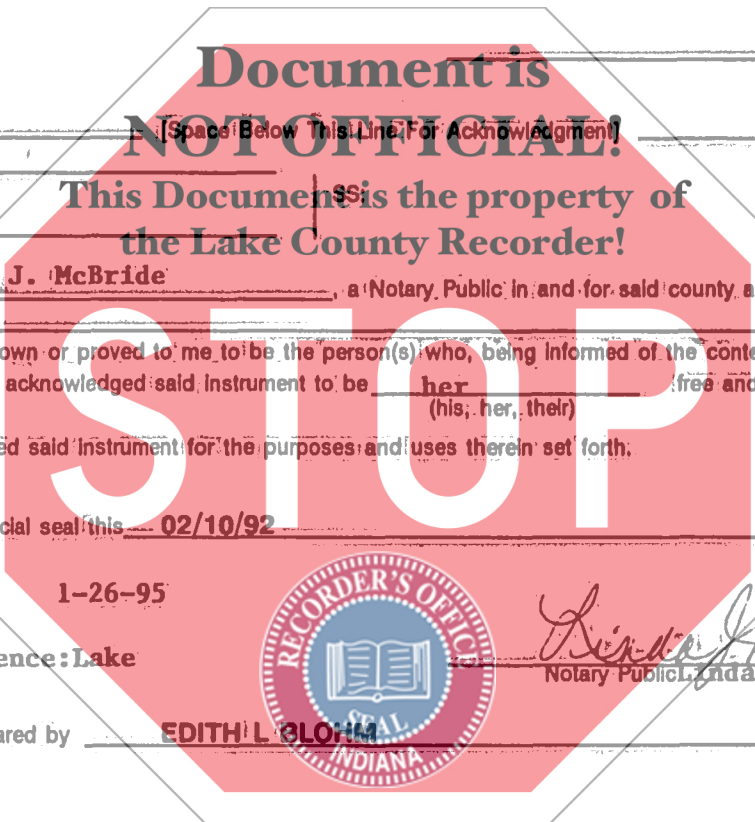 Document is
[Space Below This Line For Acknowledgment]
NOT OFFICIAL!
This Document is the property of
SS:
the Lake County Recorder!
J. McBride, a Notary Public in and for said county a
own or proved to me to be the person(s) who, being informed of the conte
acknowledged said instrument to be her free and
(his, her, their)
STOP
ed said instrument for the purposes and uses therein set forth.
cial seal this 02/10/92
1-26-95
RECORDER'S OFFICE
ence: Lake
Linda J.
Notary Public Linda
SEAL
ared by EDITH L BLOHM
INDIANA